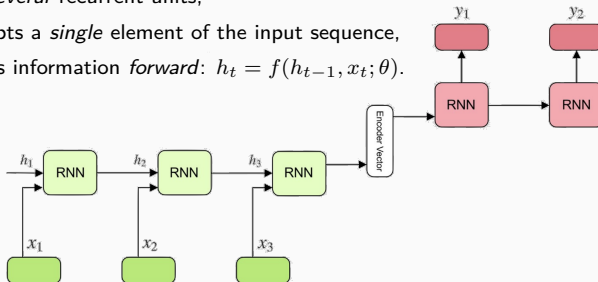 several recurrent units,
pts a single element of the input sequence,
s information forward: h_t = f(h_{t−1}, x_t; θ).
y_1 y_2
RNN RNN
Encoder Vector
h_1 RNN h_2 RNN h_3 RNN
x_1 x_2 x_3